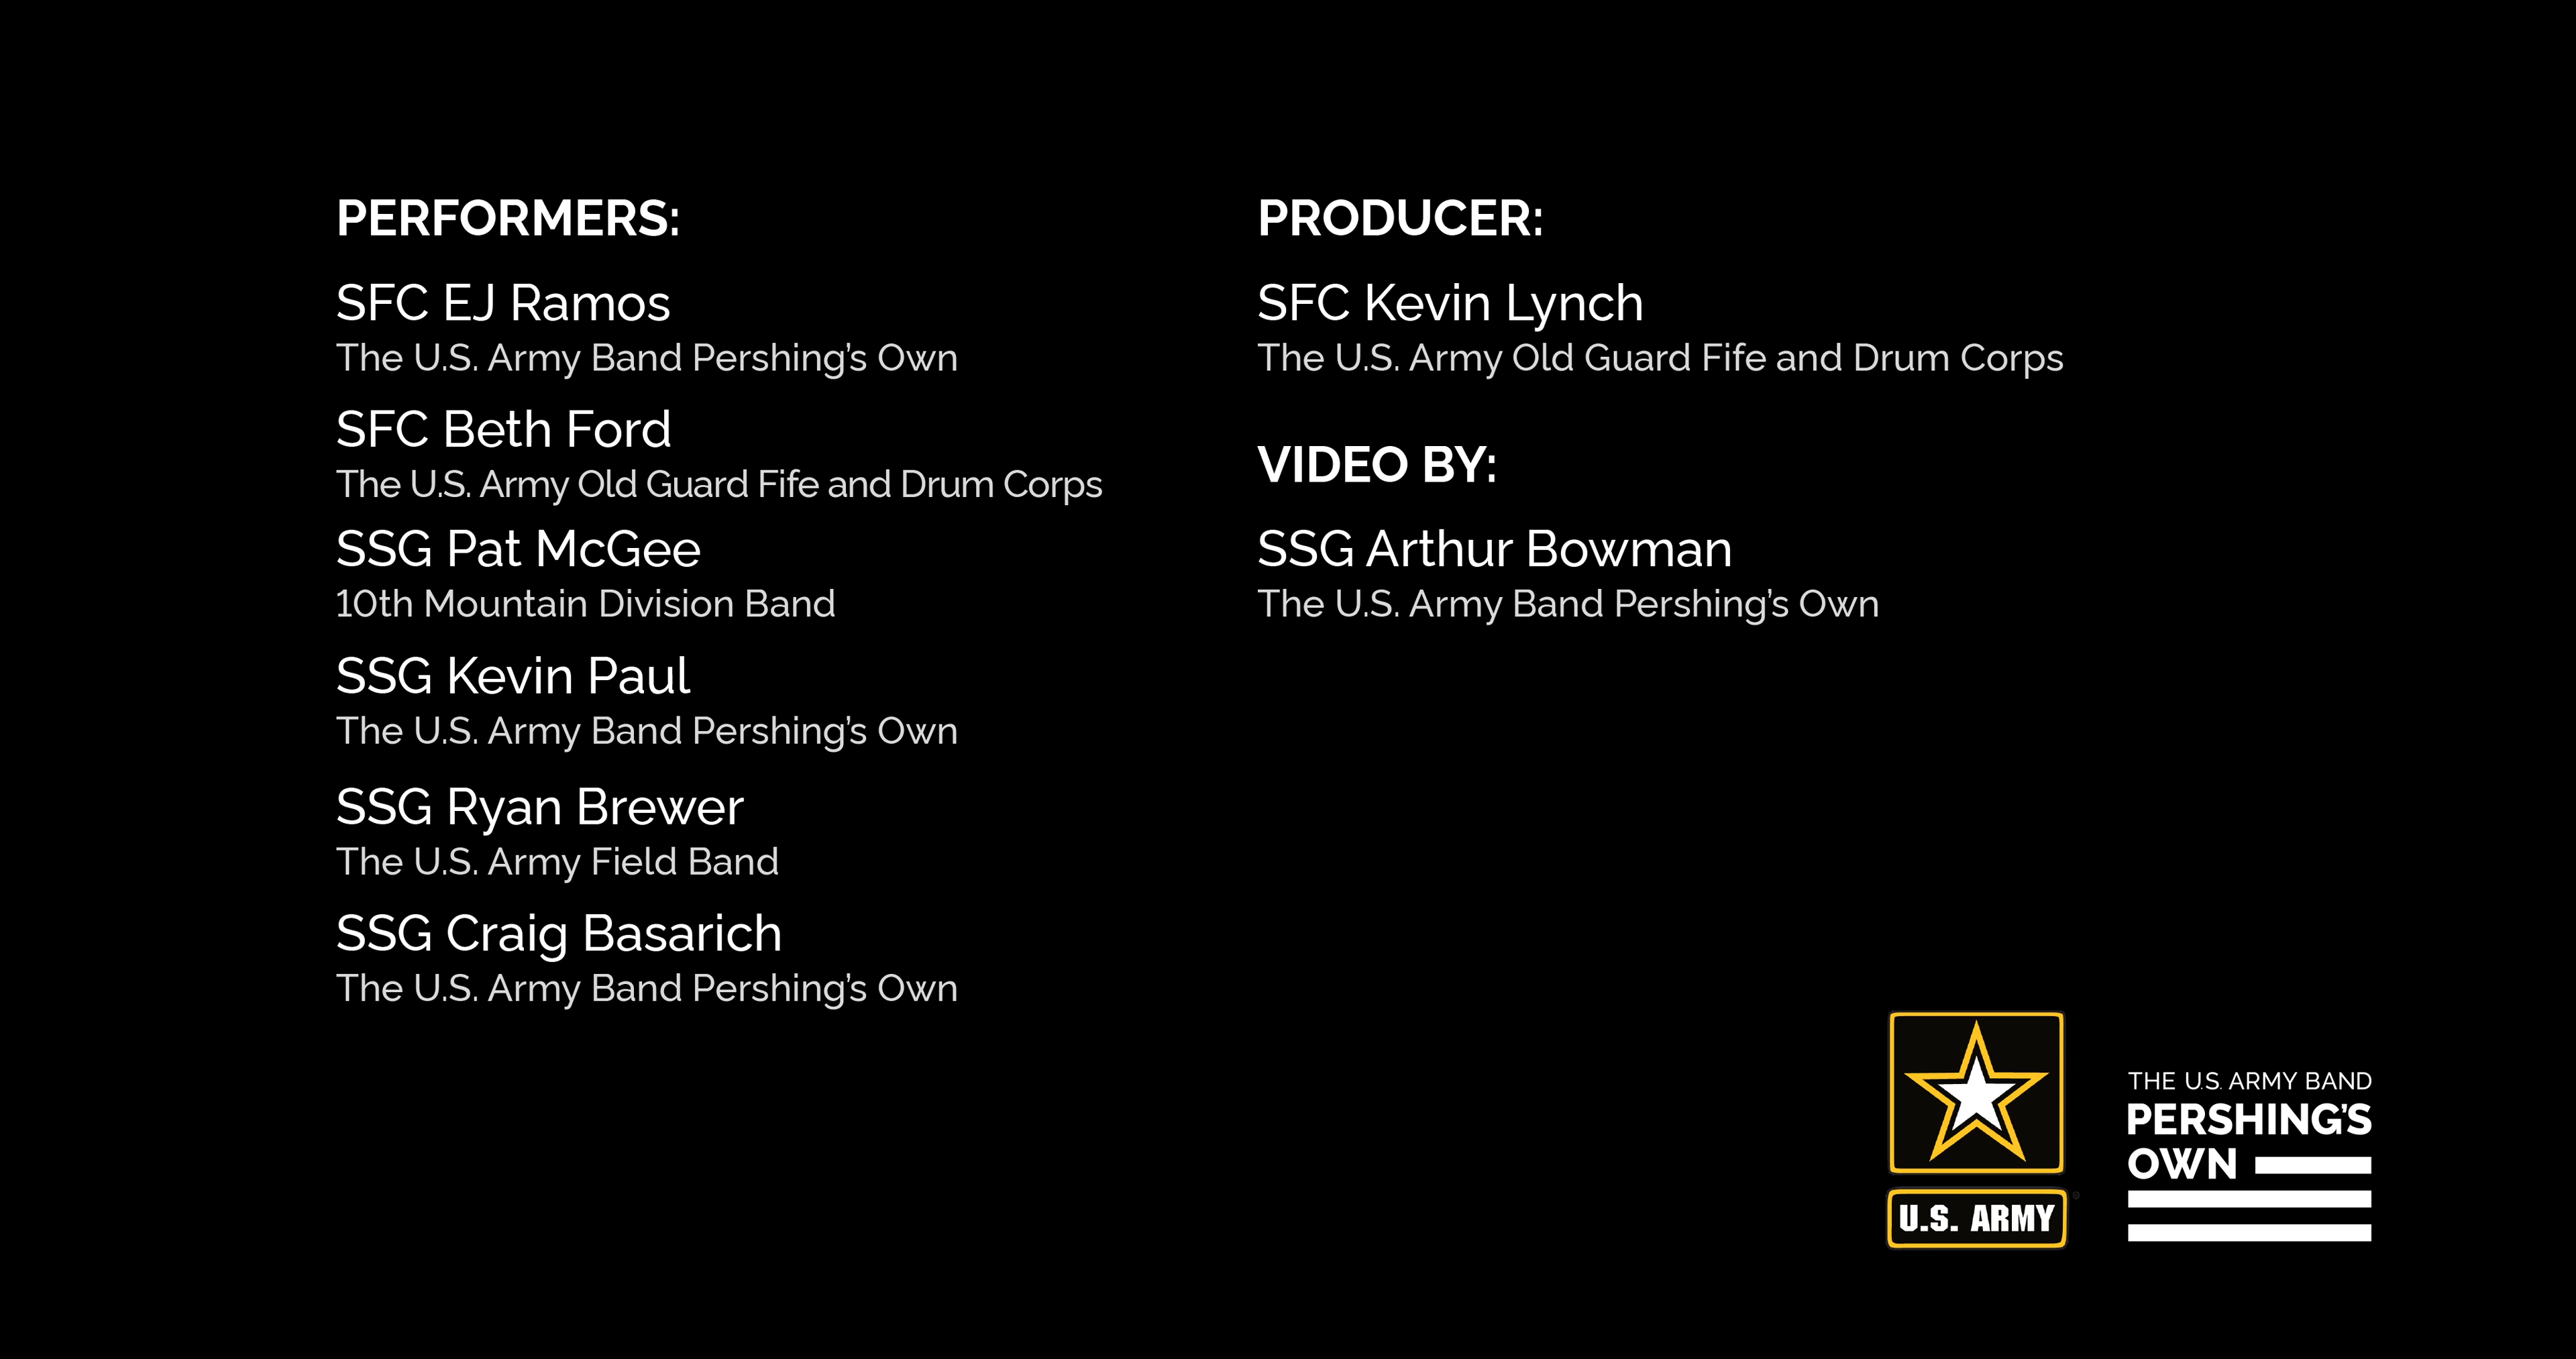 PERFORMERS:
SFC EJ Ramos
The U.S. Army Band Pershing’s Own
SFC Beth Ford
The U.S. Army Old Guard Fife and Drum Corps
SSG Pat McGee
10th Mountain Division Band
SSG Kevin Paul
The U.S. Army Band Pershing’s Own
SSG Ryan Brewer
The U.S. Army Field Band
SSG Craig Basarich
The U.S. Army Band Pershing’s Own
PRODUCER:
SFC Kevin Lynch
The U.S. Army Old Guard Fife and Drum Corps
VIDEO BY:
SSG Arthur Bowman
The U.S. Army Band Pershing’s Own
U.S. ARMY
®
THE U.S. ARMY BAND
PERSHING’S
OWN